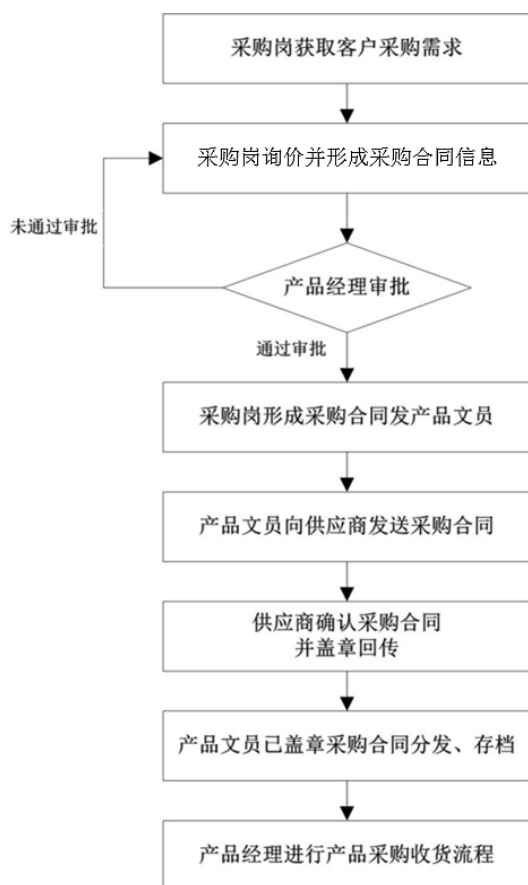 采购岗获取客户采购需求
采购岗询价并形成采购合同信息
未通过审批
产品经理审批
通过审批
采购岗形成采购合同发产品文员
产品文员向供应商发送采购合同
供应商确认采购合同
并盖章回传
产品文员已盖章采购合同分发、存档
产品经理进行产品采购收货流程